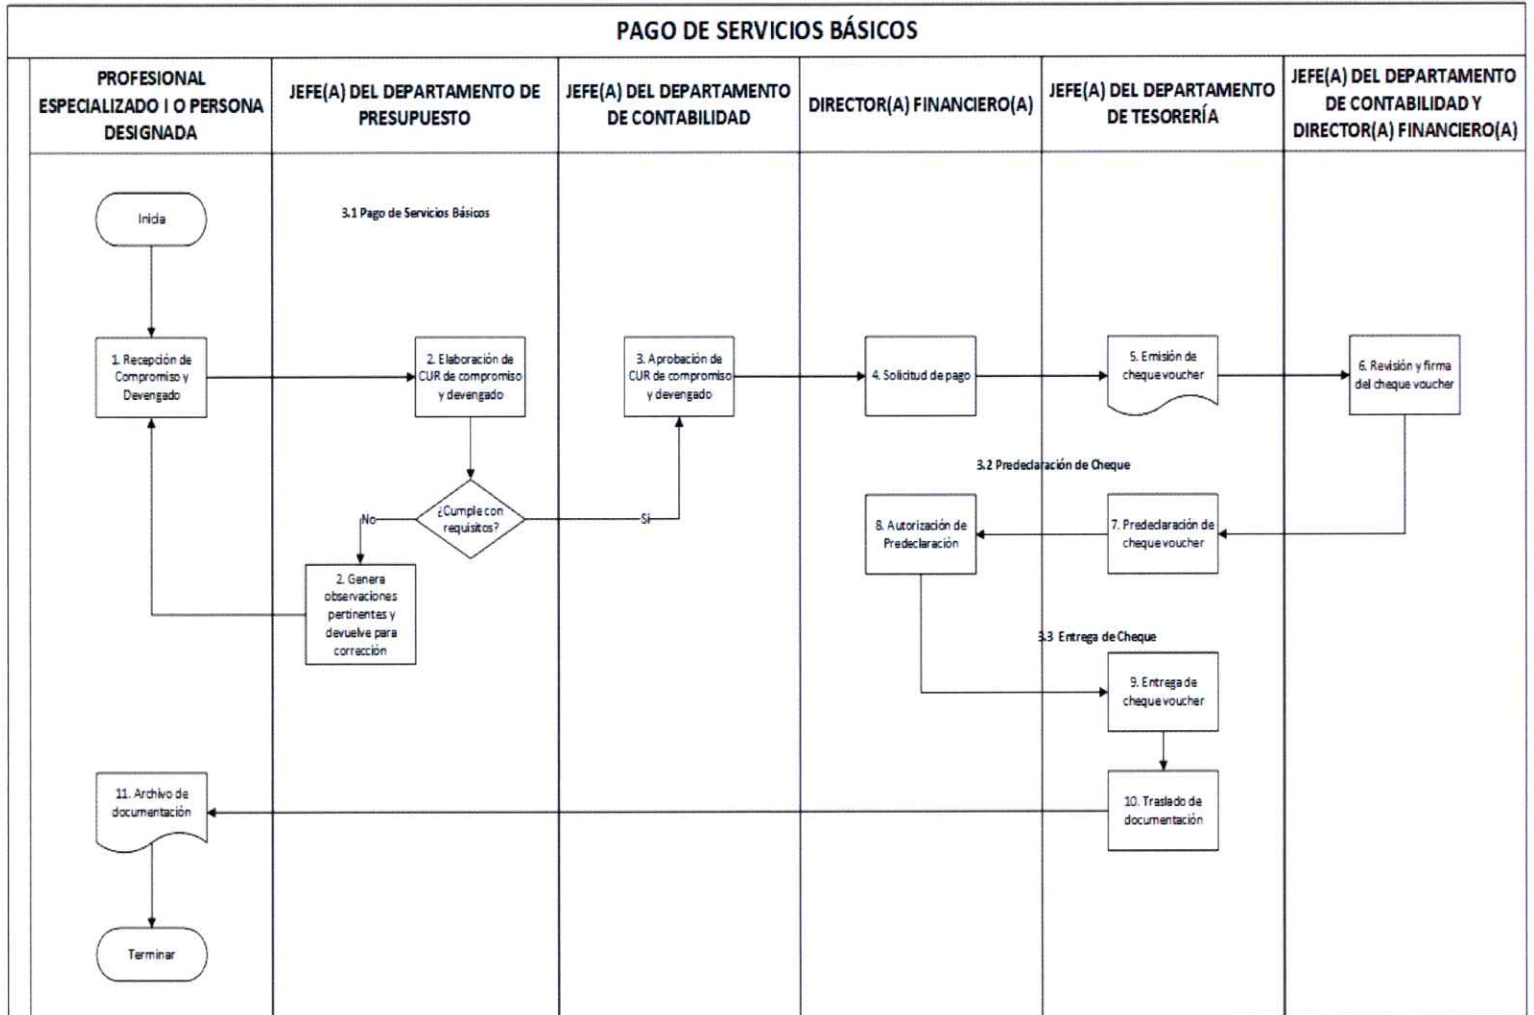 PAGO DE SERVICIOS BÁSICOS
PROFESIONAL
ESPECIALIZADO I O PERSONA
DESIGNADA
JEFE(A) DEL DEPARTAMENTO DE
PRESUPUESTO
JEFE(A) DEL DEPARTAMENTO
DE CONTABILIDAD
DIRECTOR(A) FINANCIERO(A)
JEFE(A) DEL DEPARTAMENTO
DE TESORERÍA
JEFE(A) DEL DEPARTAMENTO
DE CONTABILIDAD Y
DIRECTOR(A) FINANCIERO(A)
Inicia
3.1 Pago de Servicios Básicos
1. Recepción de
Compromiso y
Devengado
2. Elaboración de
CUR de compromiso
y devengado
3. Aprobación de
CUR de compromiso
y devengado
4. Solicitud de pago
5. Emisión de
cheque voucher
6. Revisión y firma
del cheque voucher
3.2 Predeclaración de Cheque
¿Cumple con
requisitos?
No
Sí
8. Autorización de
Predeclaración
7. Predeclaración de
cheque voucher
2. Genera
observaciones
pertinentes y
devuelve para
corrección
3.3 Entrega de Cheque
9. Entrega de
cheque voucher
10. Traslado de
documentación
11. Archivo de
documentación
Terminar